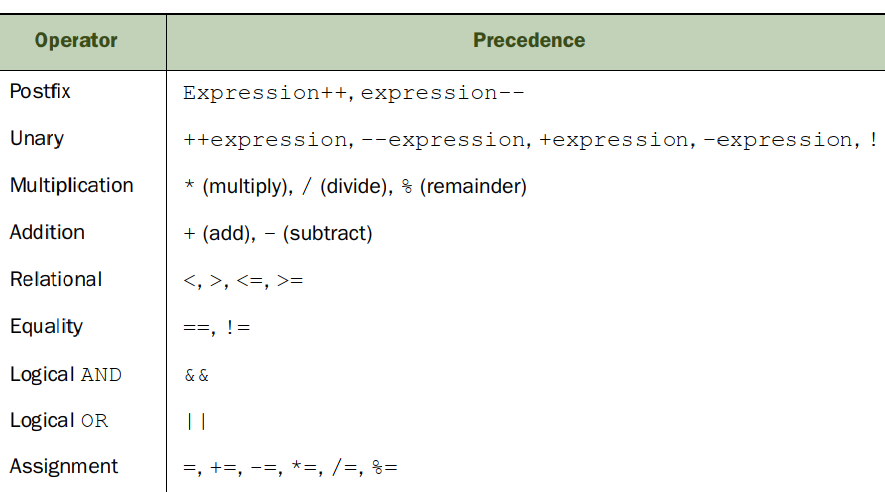 Operator Precedence
Postfix Expression++, expression--
Unary ++expression, --expression, +expression, -expression, !
Multiplication * (multiply), / (divide), % (remainder)
Addition + (add), - (subtract)
Relational <, >, <=, >=
Equality ==, !=
Logical AND &&
Logical OR ||
Assignment =, +=, -=, *=, /=, %=